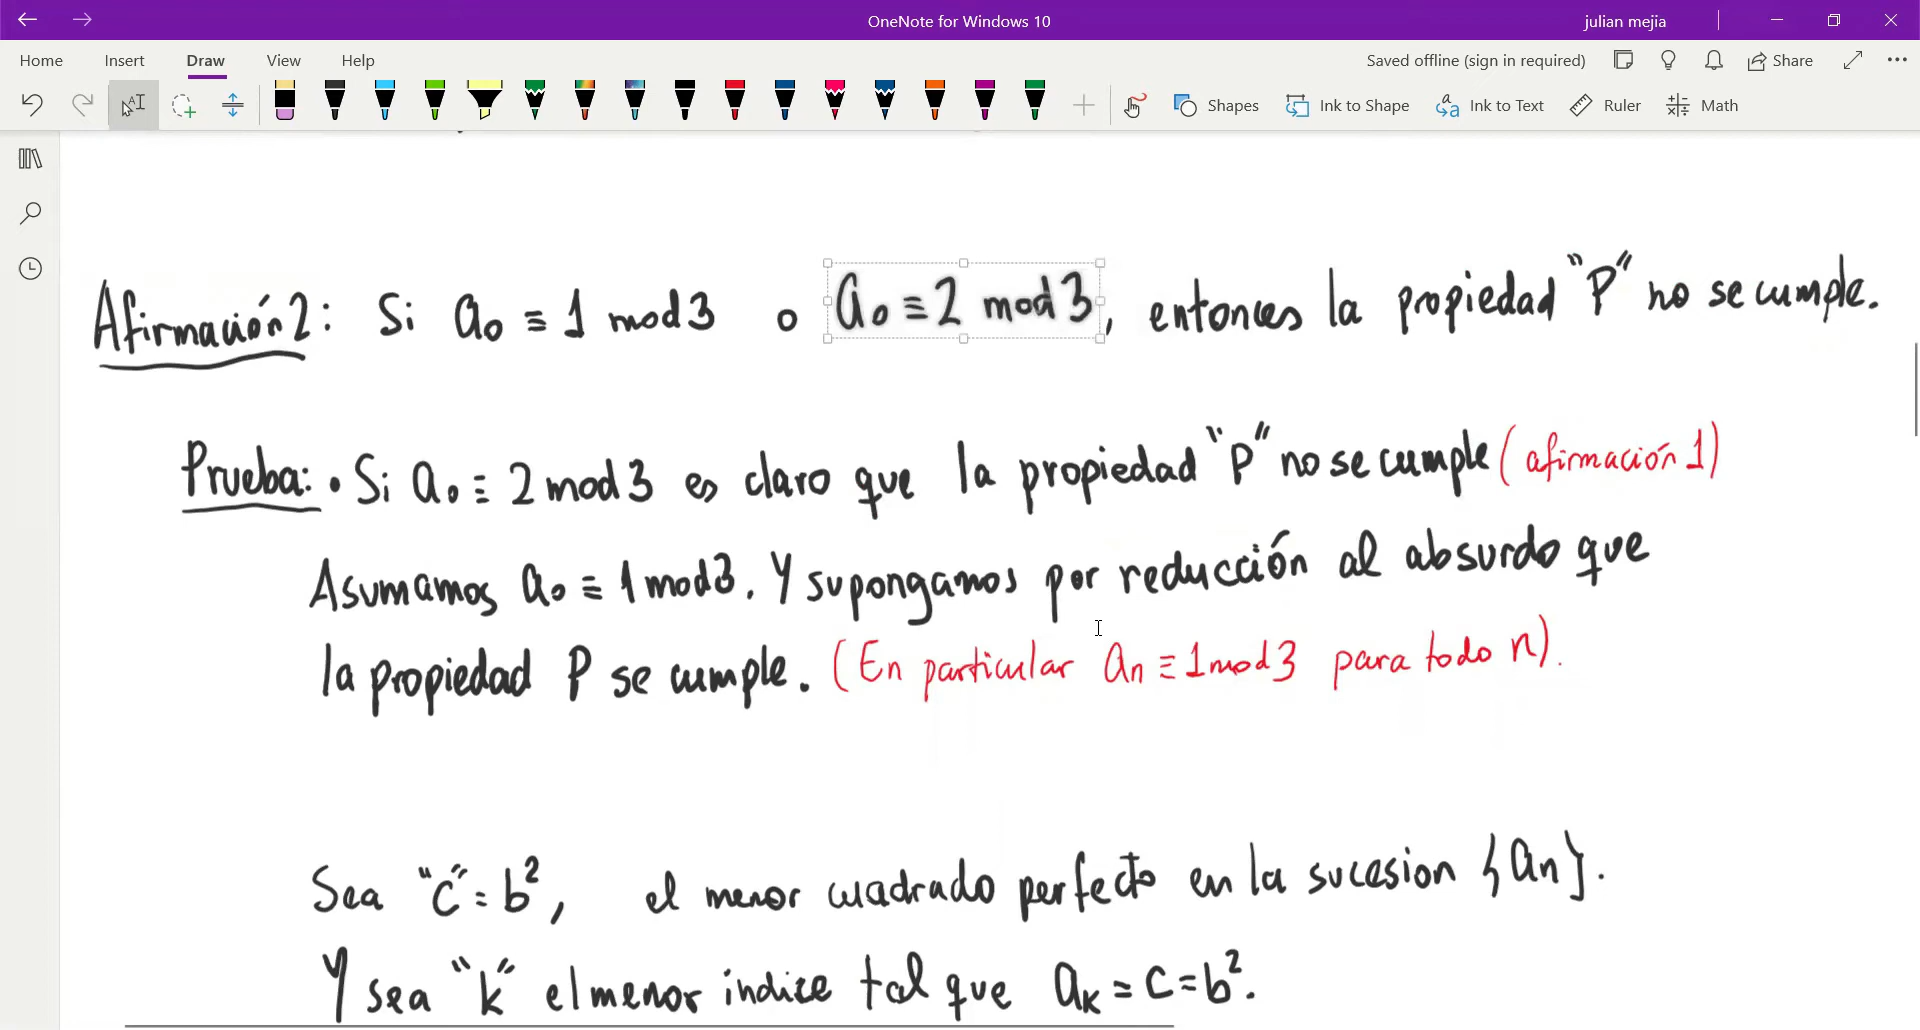 OneNote for Windows 10
julian mejia
Home Insert Draw View Help
Saved offline (sign in required) Share
Shapes Ink to Shape Ink to Text Ruler Math
Afirmación2: Si a₀ ≡ 1 mod 3 o a₀ ≡ 2 mod 3, entonces la propiedad "P" no se cumple.
Prueba: • Si a₀ ≡ 2 mod 3 es claro que la propiedad "P" no se cumple (afirmación 1)
Asumamos a₀ ≡ 1 mod 3. Y supongamos por reducción al absurdo que
la propiedad P se cumple. (En particular aₙ ≡ 1 mod 3 para todo n).
Sea "c" = b², el menor cuadrado perfecto en la sucesion {aₙ}.
Y sea "k" el menor indice tal que aₖ = c = b².